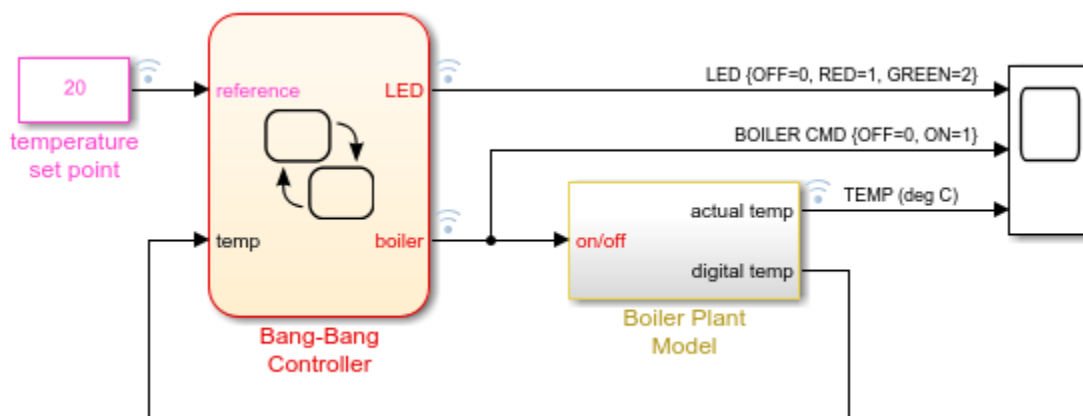 20
temperature
set point
reference
LED
temp
boiler
Bang-Bang
Controller
LED {OFF=0, RED=1, GREEN=2}
BOILER CMD {OFF=0, ON=1}
on/off
actual temp
digital temp
TEMP (deg C)
Boiler Plant
Model